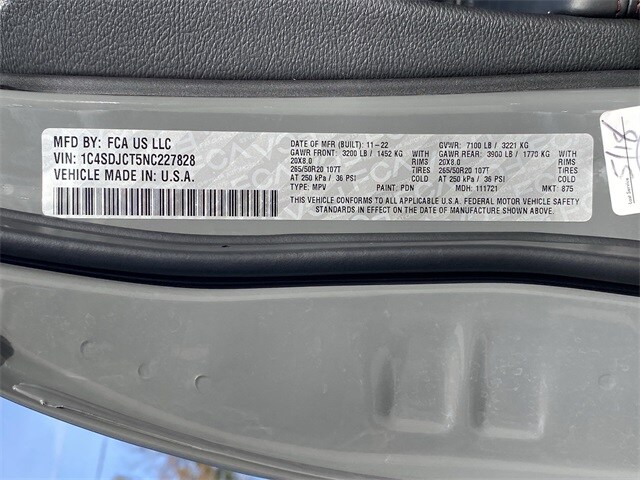 MFD BY: FCA US LLC
VIN: 1C4SDJCT5NC227828
VEHICLE MADE IN: U.S.A.
DATE OF MFR (BUILT): 11-22
GAWR FRONT: 3200 LB / 1452 KG WITH
20X8.0 RIMS
265/50R20 107T TIRES
AT 250 kPa / 36 PSI COLD
TYPE: MPV PAINT: PDN
GVWR: 7100 LB / 3221 KG
GAWR REAR: 3900 LB / 1770 KG WITH
20X8.0 RIMS
265/50R20 107T TIRES
AT 250 kPa / 36 PSI COLD
MDH: 111721 MKT: 875
THIS VEHICLE CONFORMS TO ALL APPLICABLE U.S.A. FEDERAL MOTOR VEHICLE SAFETY
STANDARDS IN EFFECT ON THE DATE OF MANUFACTURE SHOWN ABOVE.
5118